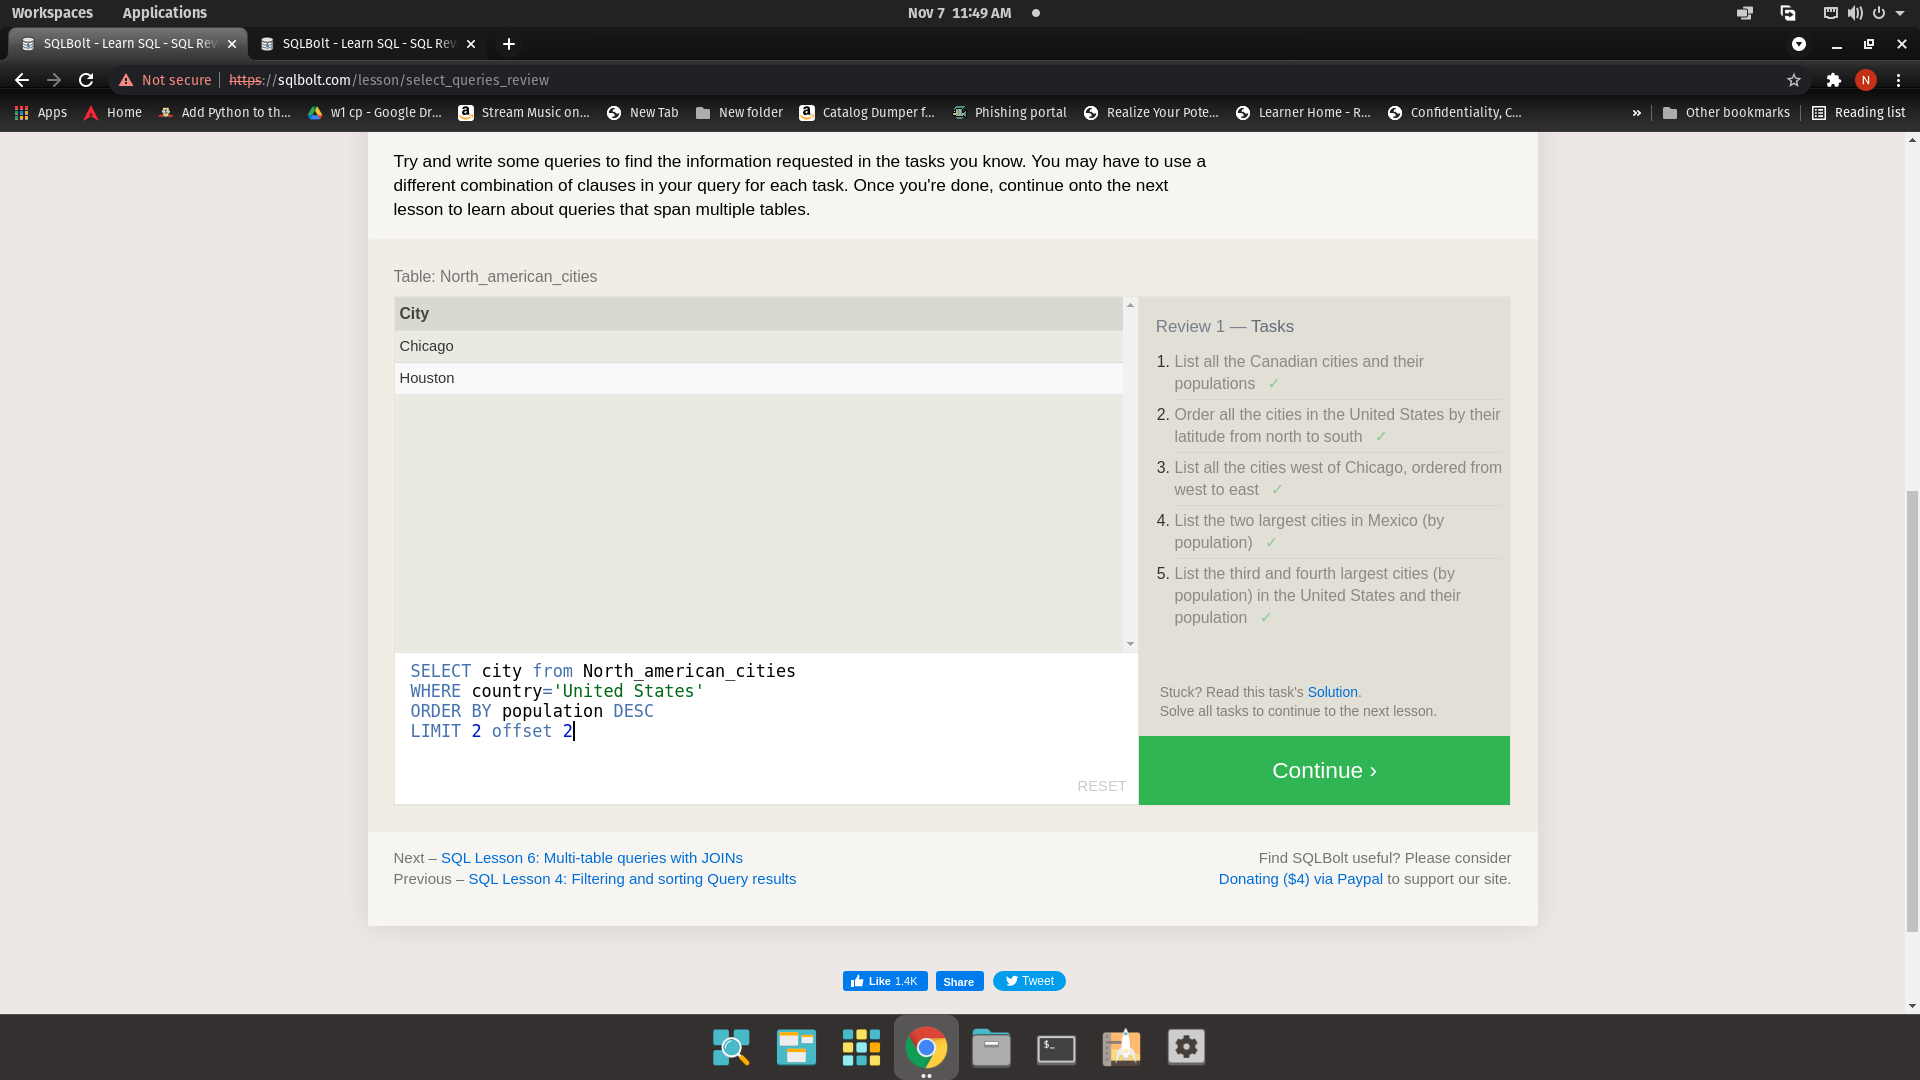 Workspaces Applications Nov 7 11:49 AM
SQLBolt - Learn SQL - SQL Rev SQLBolt - Learn SQL - SQL Rev
Not secure https://sqlbolt.com/lesson/select_queries_review N
Apps Home Add Python to th... w1 cp - Google Dr... Stream Music on... New Tab New folder Catalog Dumper f... Phishing portal Realize Your Pote... Learner Home - R... Confidentiality, C... » Other bookmarks Reading list
Try and write some queries to find the information requested in the tasks you know. You may have to use a
different combination of clauses in your query for each task. Once you're done, continue onto the next
lesson to learn about queries that span multiple tables.
Table: North_american_cities
City
Chicago
Houston
SELECT city from North_american_cities
WHERE country='United States'
ORDER BY population DESC
LIMIT 2 offset 2
RESET
Review 1 — Tasks
1. List all the Canadian cities and their
populations ✓
2. Order all the cities in the United States by their
latitude from north to south ✓
3. List all the cities west of Chicago, ordered from
west to east ✓
4. List the two largest cities in Mexico (by
population) ✓
5. List the third and fourth largest cities (by
population) in the United States and their
population ✓
Stuck? Read this task's Solution.
Solve all tasks to continue to the next lesson.
Continue ›
Next – SQL Lesson 6: Multi-table queries with JOINs
Previous – SQL Lesson 4: Filtering and sorting Query results
Find SQLBolt useful? Please consider
Donating ($4) via Paypal to support our site.
Like 1.4K Share Tweet
$_